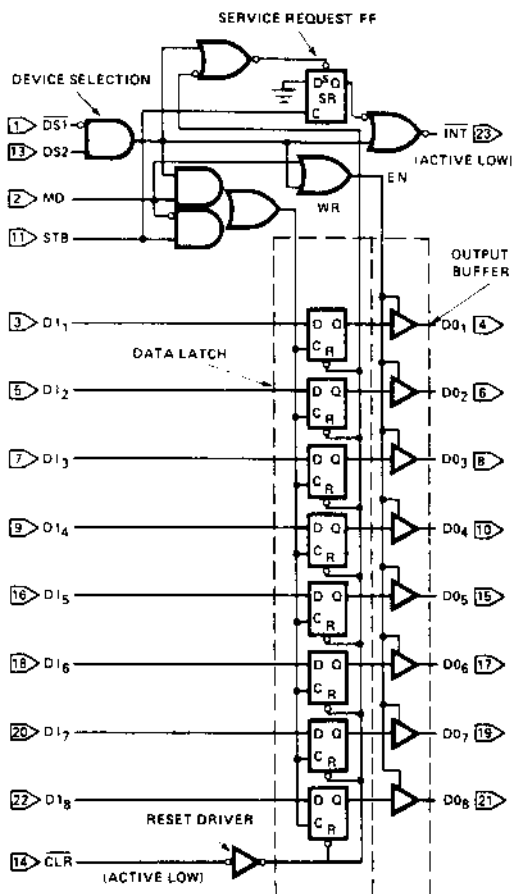 SERVICE REQUEST FF
DEVICE SELECTION
1 DS1
13 DS2
2 MD
11 STB
D S Q
SR
C
INT 23
(ACTIVE LOW)
EN
WR
OUTPUT
BUFFER
DATA LATCH
3 DI1
D Q
C R
DO1 4
5 DI2
D Q
C R
DO2 6
7 DI3
D Q
C R
DO3 8
9 DI4
D Q
C R
DO4 10
16 DI5
D Q
C R
DO5 15
18 DI6
D Q
C R
DO6 17
20 DI7
D Q
C R
DO7 19
22 DI8
D Q
C R
DO8 21
RESET DRIVER
14 CLR
(ACTIVE LOW)